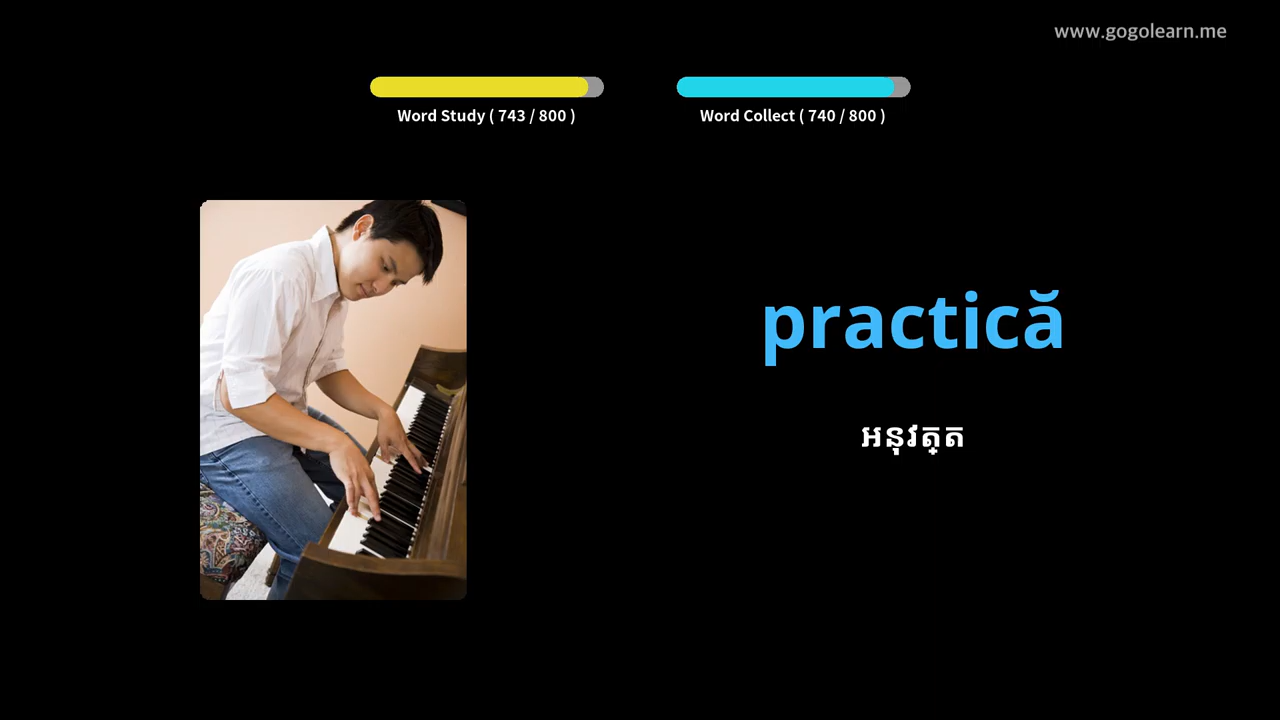 www.gogolearn.me
Word Study ( 743 / 800 )
Word Collect ( 740 / 800 )
practică
អនុវត្ត